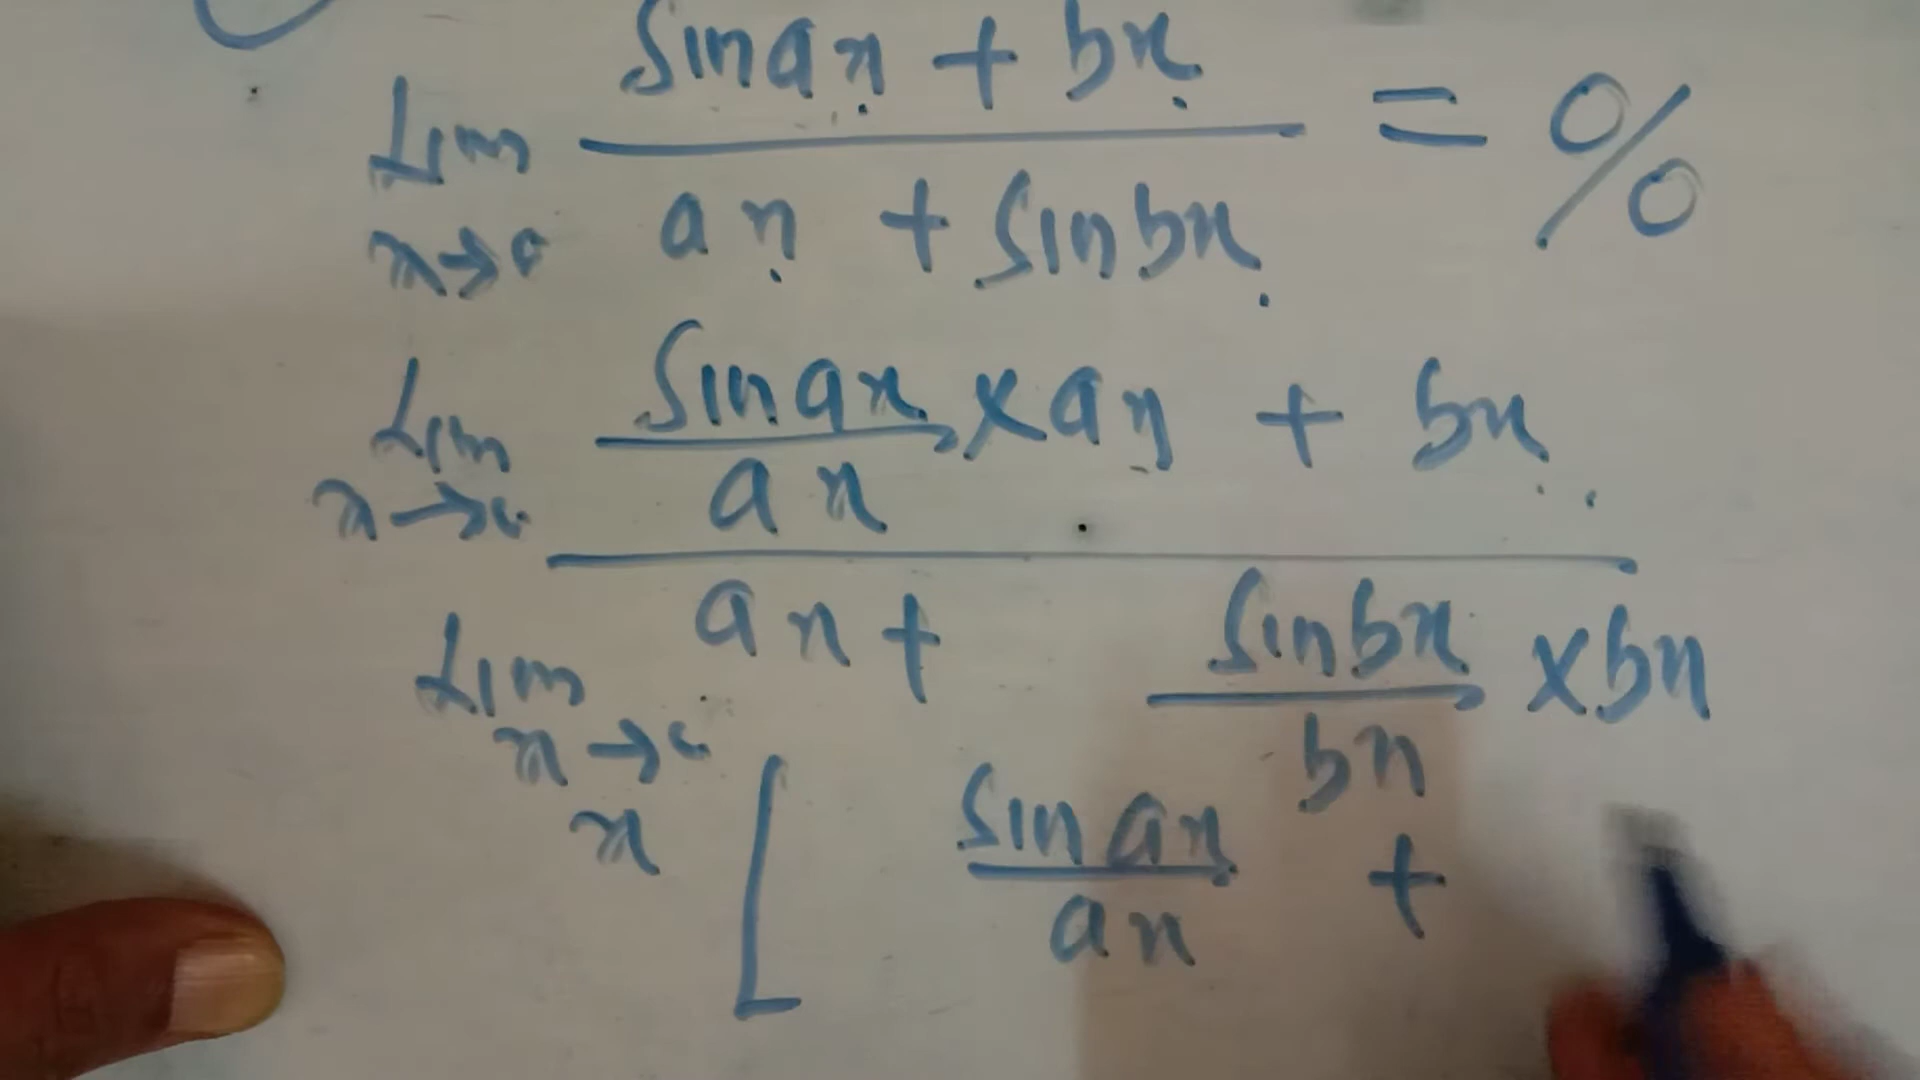 sin ax + bx
Lim = 0/0
x→0 ax + sin bx
sin ax × ax + bx
Lim
x→0 ax
ax + sin bx × bx
Lim
x→0 bx
x [ sin ax +
ax